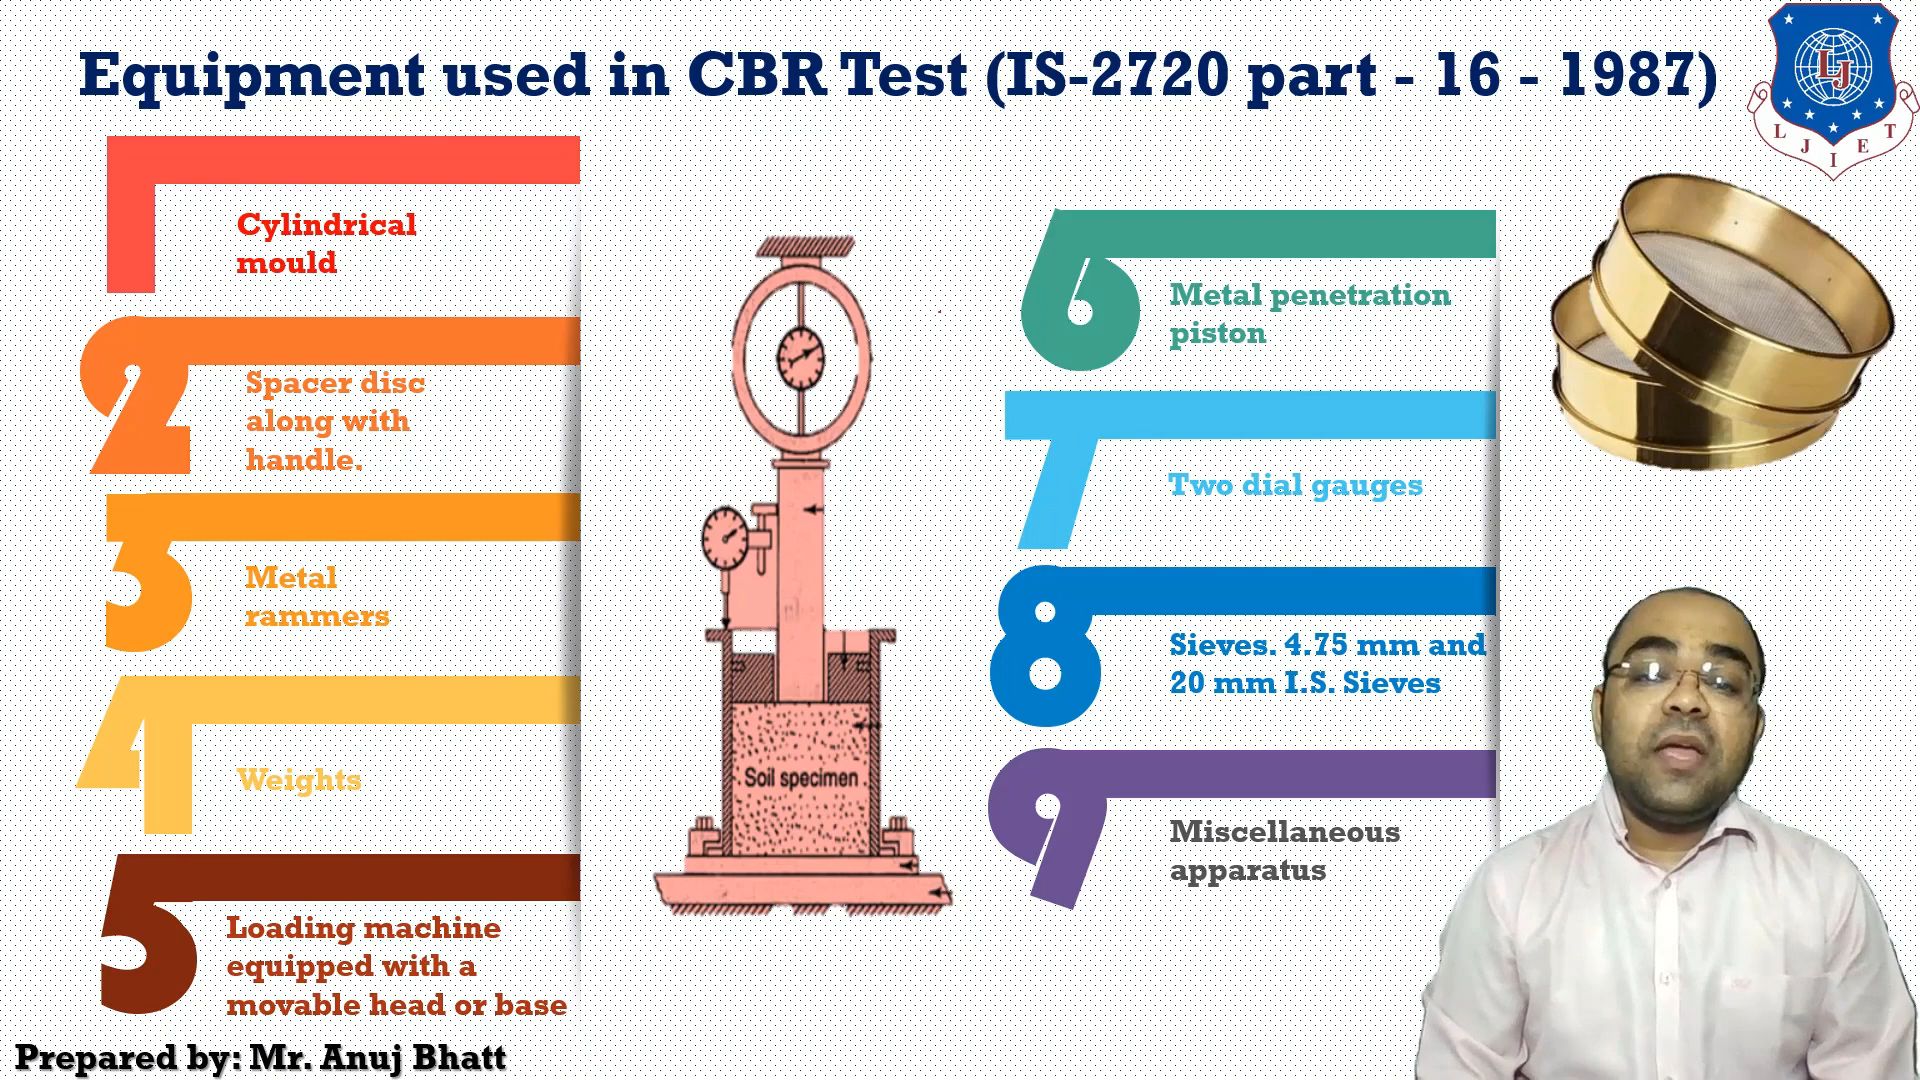 Equipment used in CBR Test (IS-2720 part - 16 - 1987)
LJ
L J I E T
1
Cylindrical
mould
2
Spacer disc
along with
handle.
3
Metal
rammers
4
Weights
5
Loading machine
equipped with a
movable head or base
Soil specimen
6
Metal penetration
piston
7
Two dial gauges
8
Sieves. 4.75 mm and
20 mm I.S. Sieves
9
Miscellaneous
apparatus
Prepared by: Mr. Anuj Bhatt